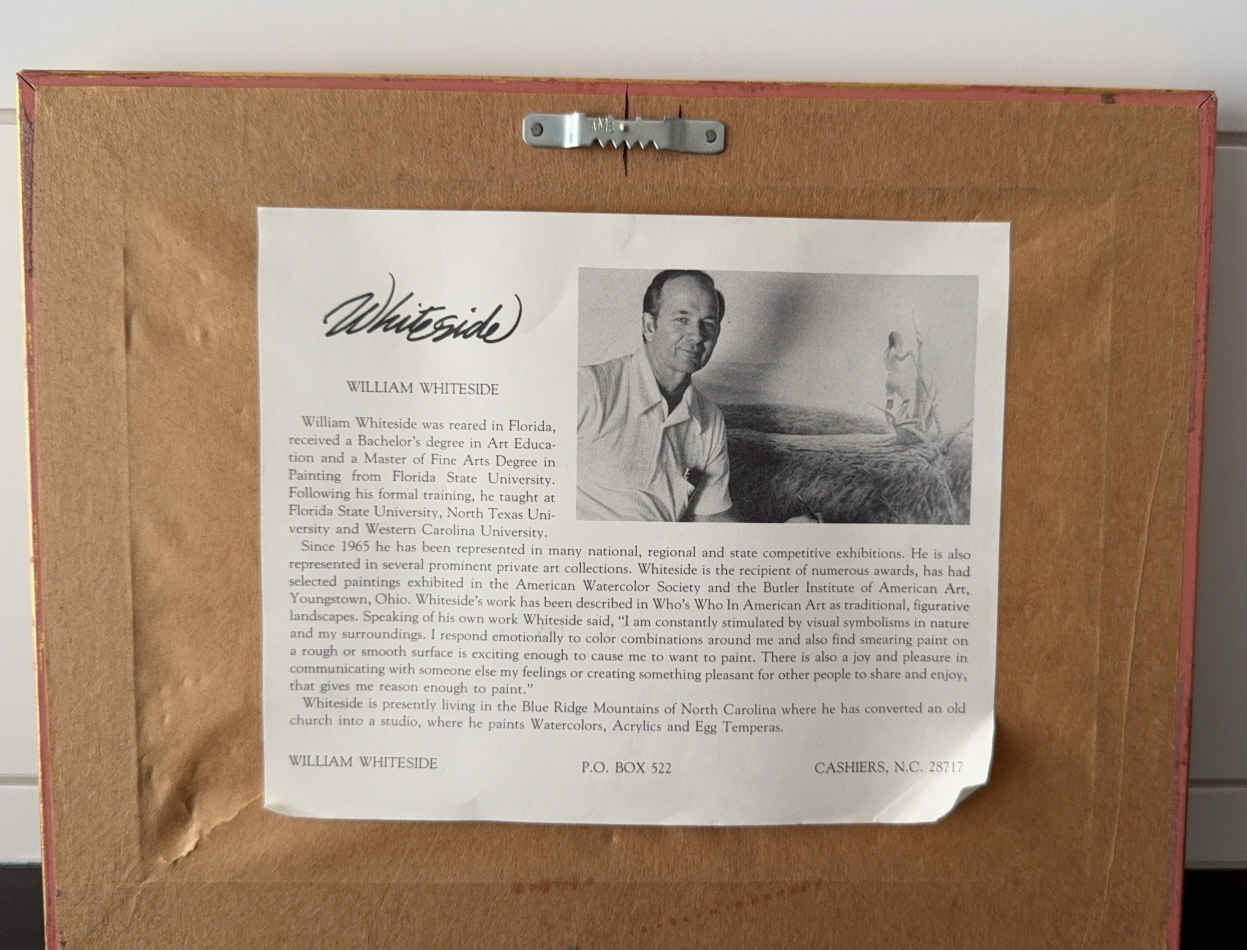 Whiteside
WILLIAM WHITESIDE
William Whiteside was reared in Florida,
received a Bachelor's degree in Art Educa-
tion and a Master of Fine Arts Degree in
Painting from Florida State University.
Following his formal training, he taught at
Florida State University, North Texas Uni-
versity and Western Carolina University.
Since 1965 he has been represented in many national, regional and state competitive exhibitions. He is also
represented in several prominent private art collections. Whiteside is the recipient of numerous awards, has had
selected paintings exhibited in the American Watercolor Society and the Butler Institute of American Art,
Youngstown, Ohio. Whiteside's work has been described in Who's Who In American Art as traditional, figurative
landscapes. Speaking of his own work Whiteside said, "I am constantly stimulated by visual symbolisms in nature
and my surroundings. I respond emotionally to color combinations around me and also find smearing paint on
a rough or smooth surface is exciting enough to cause me to want to paint. There is also a joy and pleasure in
communicating with someone else my feelings or creating something pleasant for other people to share and enjoy,
that gives me reason enough to paint."
Whiteside is presently living in the Blue Ridge Mountains of North Carolina where he has converted an old
church into a studio, where he paints Watercolors, Acrylics and Egg Temperas.
WILLIAM WHITESIDE P.O. BOX 522 CASHIERS, N.C. 28717